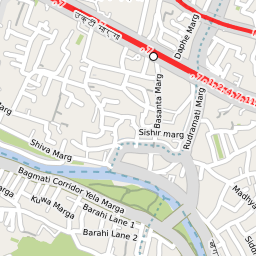 Daphe Marg
Basanta Marg
Sishir marg
Rudramati Marg
Marg
Shiva Marg
Bagmati Corridor Yela Marga
Kuwa Marga
Barahi Lane 1
Barahi Lane 2